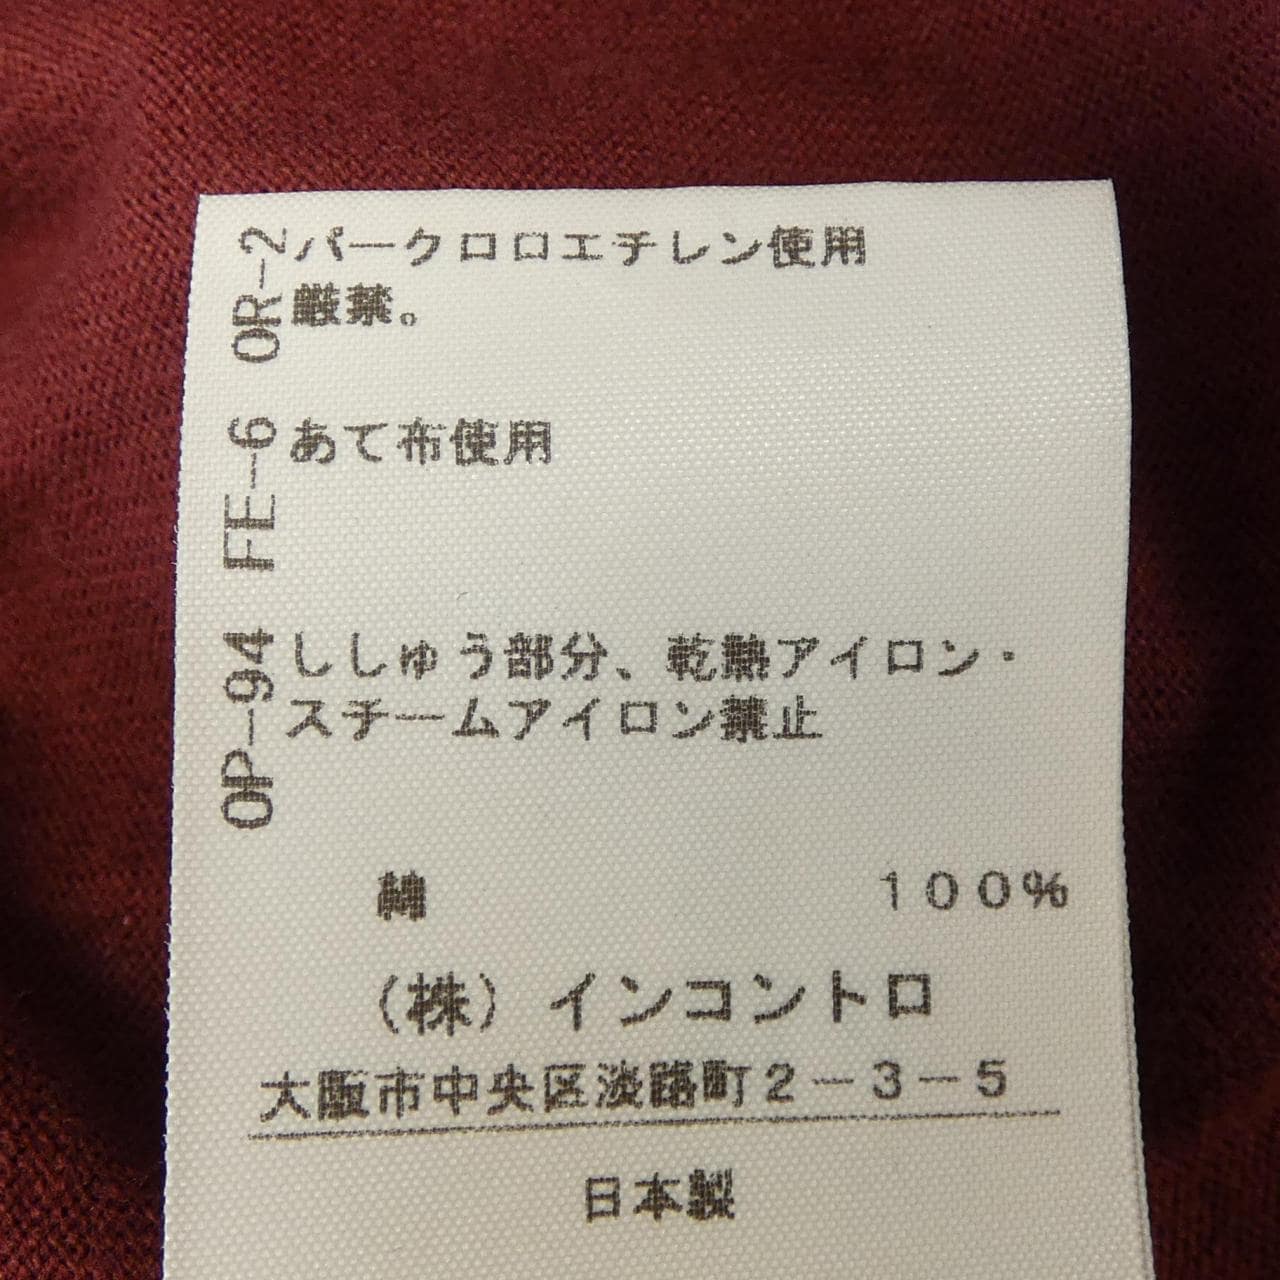 OR-2 パークロロエチレン使用
厳禁。
FE-6 あて布使用
OP-94 ししゅう部分、乾熱アイロン・
スチームアイロン禁止
綿 100%
(株) インコントロ
大阪市中央区淡路町2-3-5
日本製